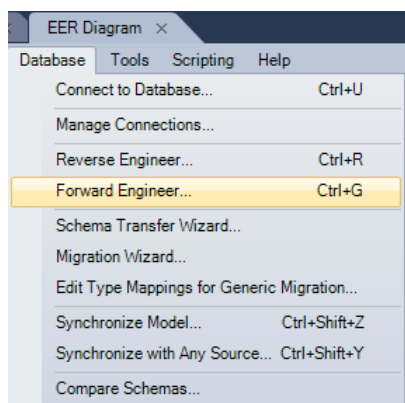 EER Diagram ×
Database Tools Scripting Help
Connect to Database... Ctrl+U
Manage Connections...
Reverse Engineer... Ctrl+R
Forward Engineer... Ctrl+G
Schema Transfer Wizard...
Migration Wizard...
Edit Type Mappings for Generic Migration...
Synchronize Model... Ctrl+Shift+Z
Synchronize with Any Source... Ctrl+Shift+Y
Compare Schemas...